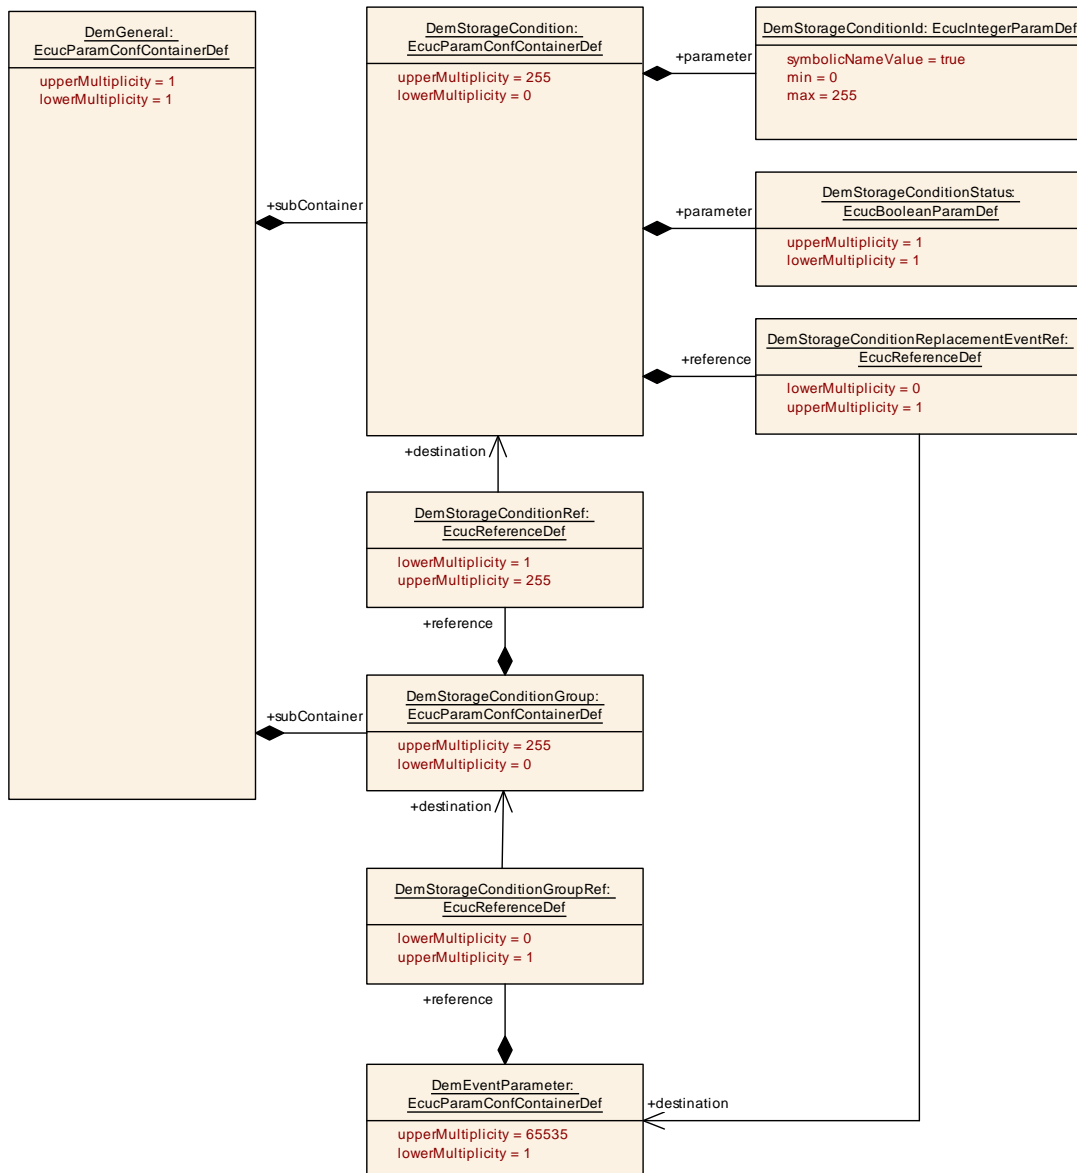 DemGeneral:
EcucParamConfContainerDef
upperMultiplicity = 1
lowerMultiplicity = 1
+subContainer
+subContainer
DemStorageCondition:
EcucParamConfContainerDef
upperMultiplicity = 255
lowerMultiplicity = 0
+parameter
DemStorageConditionId: EcucIntegerParamDef
symbolicNameValue = true
min = 0
max = 255
+parameter
DemStorageConditionStatus:
EcucBooleanParamDef
upperMultiplicity = 1
lowerMultiplicity = 1
+reference
DemStorageConditionReplacementEventRef:
EcucReferenceDef
lowerMultiplicity = 0
upperMultiplicity = 1
+destination
DemStorageConditionRef:
EcucReferenceDef
lowerMultiplicity = 1
upperMultiplicity = 255
+reference
DemStorageConditionGroup:
EcucParamConfContainerDef
upperMultiplicity = 255
lowerMultiplicity = 0
+destination
DemStorageConditionGroupRef:
EcucReferenceDef
lowerMultiplicity = 0
upperMultiplicity = 1
+reference
DemEventParameter:
EcucParamConfContainerDef
upperMultiplicity = 65535
lowerMultiplicity = 1
+destination